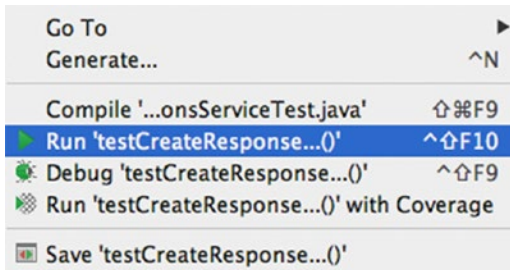 Go To
Generate... ^N
Compile '...onsServiceTest.java' ⇧⌘F9
Run 'testCreateResponse...()' ^⇧F10
Debug 'testCreateResponse...()' ^⇧F9
Run 'testCreateResponse...()' with Coverage
Save 'testCreateResponse...()'